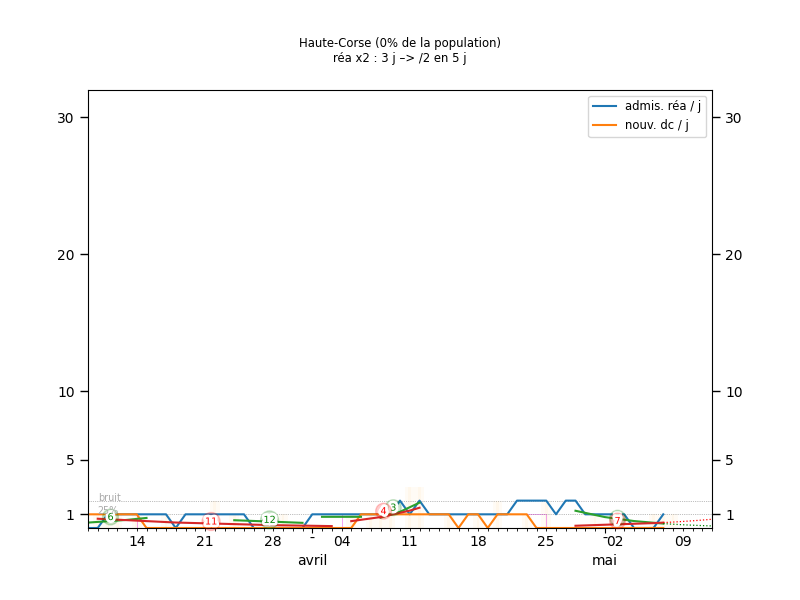 Haute-Corse (0% de la population)
réa x2 : 3 j –> /2 en 5 j
admis. réa / j
nouv. dc / j
30 30
20 20
10 10
5 5
1 1
bruit
25%
6 11 12 4 3 7
14 21 28 - 04 11 18 25 -02 09
avril mai